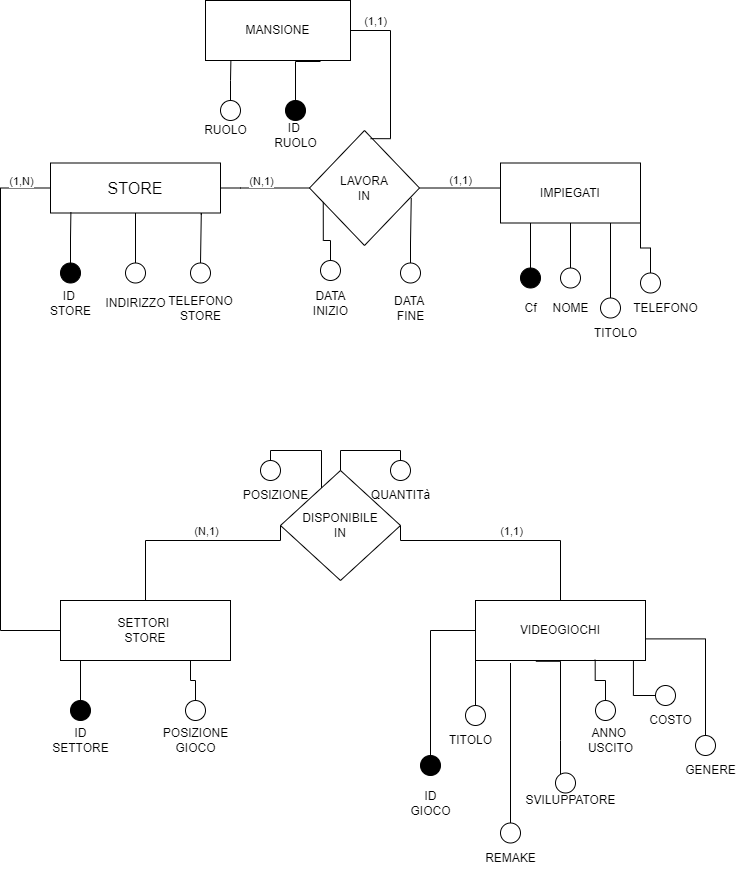 (1,1)
MANSIONE
RUOLO
ID
RUOLO
(1,N)
STORE
(N,1)
LAVORA
IN
(1,1)
IMPIEGATI
ID
STORE
INDIRIZZO
TELEFONO
STORE
DATA
INIZIO
DATA
FINE
Cf
NOME
TITOLO
TELEFONO
POSIZIONE
QUANTITà
DISPONIBILE
IN
(N,1)
(1,1)
SETTORI
STORE
VIDEOGIOCHI
ID
SETTORE
POSIZIONE
GIOCO
TITOLO
ANNO
USCITO
COSTO
GENERE
ID
GIOCO
SVILUPPATORE
REMAKE